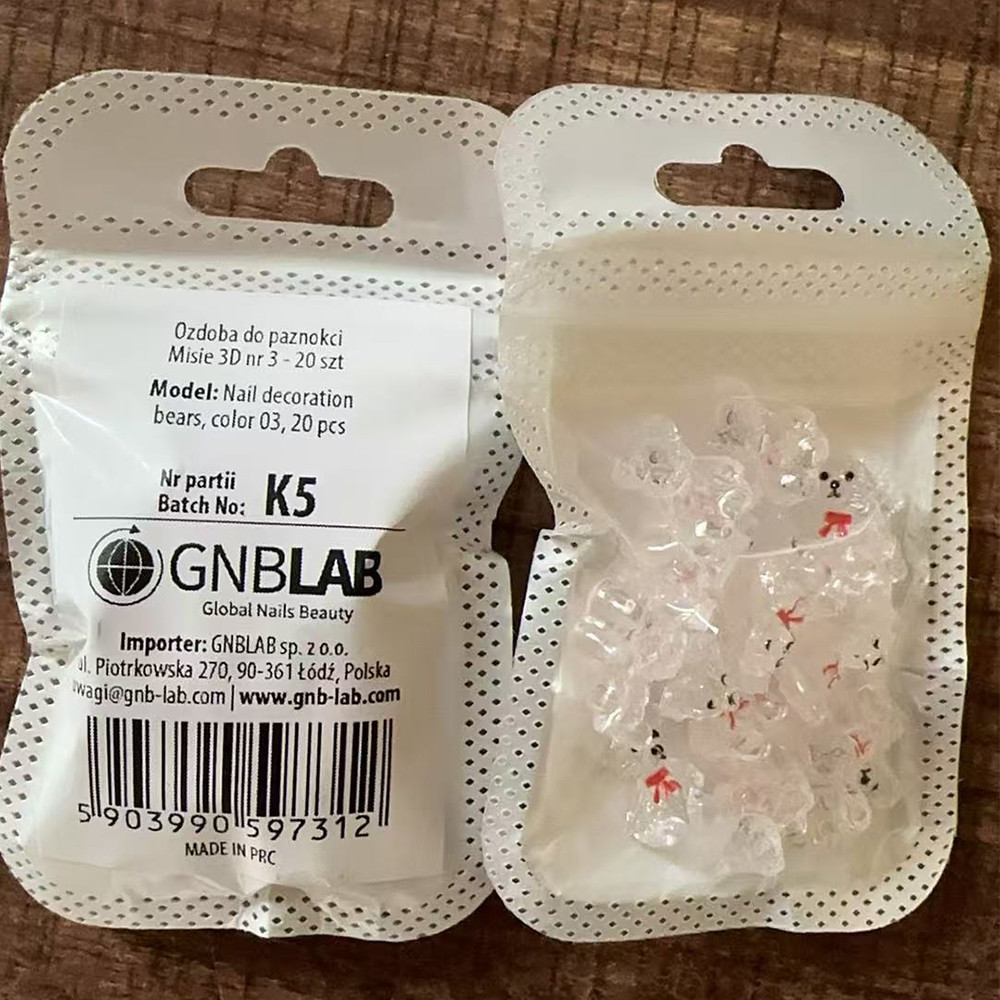 Ozdoba do paznokci
Misie 3D nr 3 - 20 szt
Model: Nail decoration
bears, color 03, 20 pcs
Nr partii
Batch No: K5
GNBLAB
Global Nails Beauty
Importer: GNBLAB sp. z o.o.
ul. Piotrkowska 270, 90-361 Łódź, Polska
uwagi@gnb-lab.com | www.gnb-lab.com
5 903990 597312
MADE IN PRC